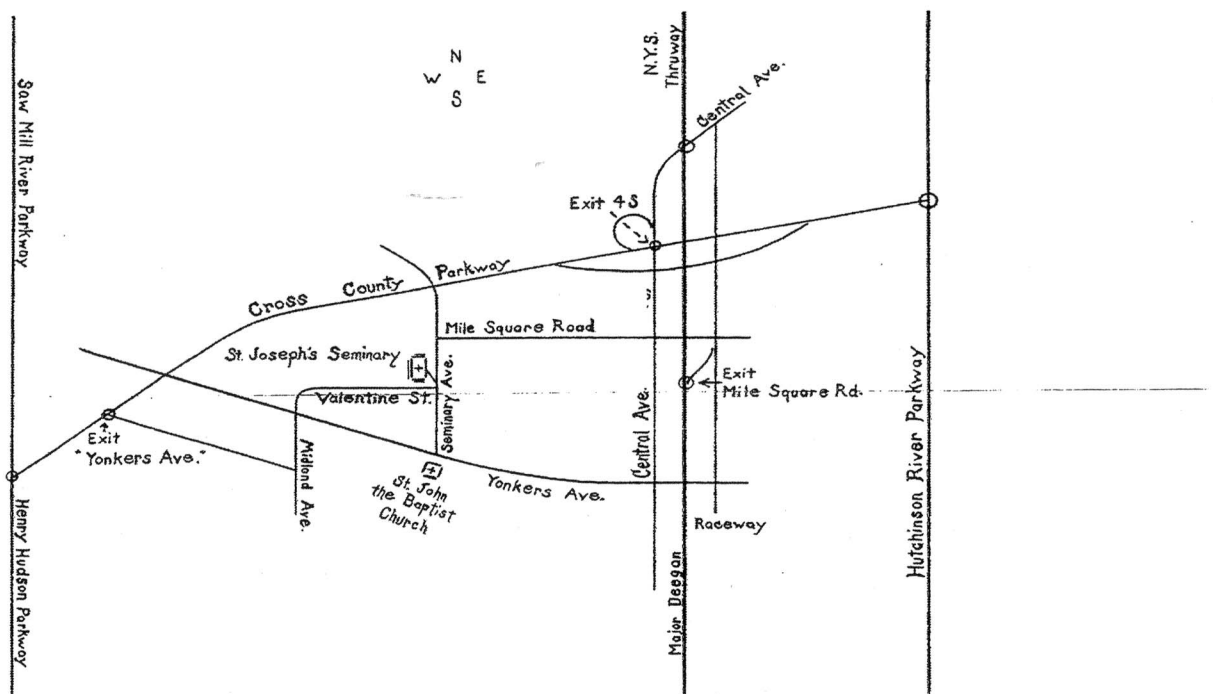 N
W E
S
N.Y.S.
Thruway
Central Ave.
Saw Mill River Parkway
Exit 4S
Cross County Parkway
Mile Square Road
St. Joseph's Seminary
Seminary Ave.
Valentine St.
Exit
Mile Square Rd.
Exit
"Yonkers Ave."
Midland Ave.
St. John
the Baptist
Church
Yonkers Ave.
Central Ave.
Raceway
Major Deegan
Hutchinson River Parkway
Henry Hudson Parkway